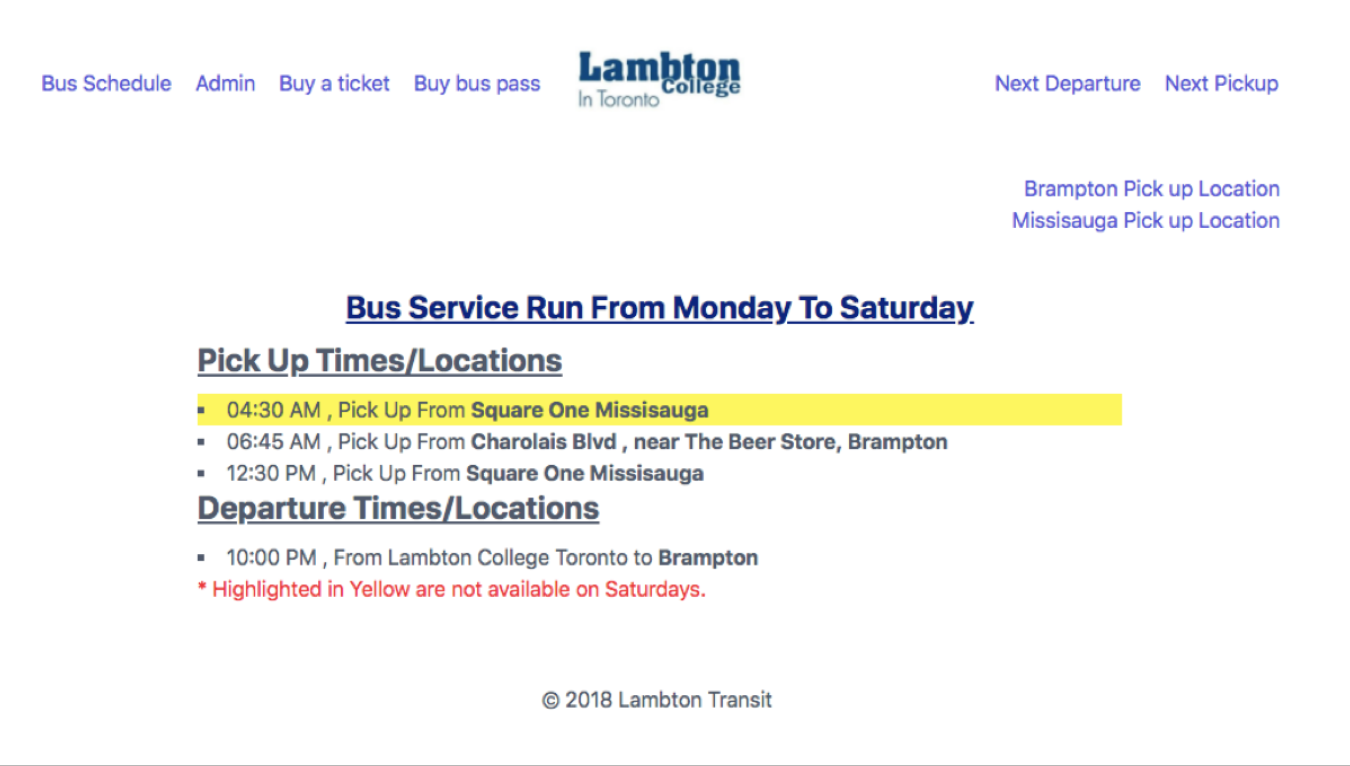 Bus Schedule Admin Buy a ticket Buy bus pass
Lambton
College
In Toronto
Next Departure Next Pickup
Brampton Pick up Location
Missisauga Pick up Location
Bus Service Run From Monday To Saturday
Pick Up Times/Locations
▪ 04:30 AM , Pick Up From Square One Missisauga
▪ 06:45 AM , Pick Up From Charolais Blvd , near The Beer Store, Brampton
▪ 12:30 PM , Pick Up From Square One Missisauga
Departure Times/Locations
▪ 10:00 PM , From Lambton College Toronto to Brampton
* Highlighted in Yellow are not available on Saturdays.
© 2018 Lambton Transit